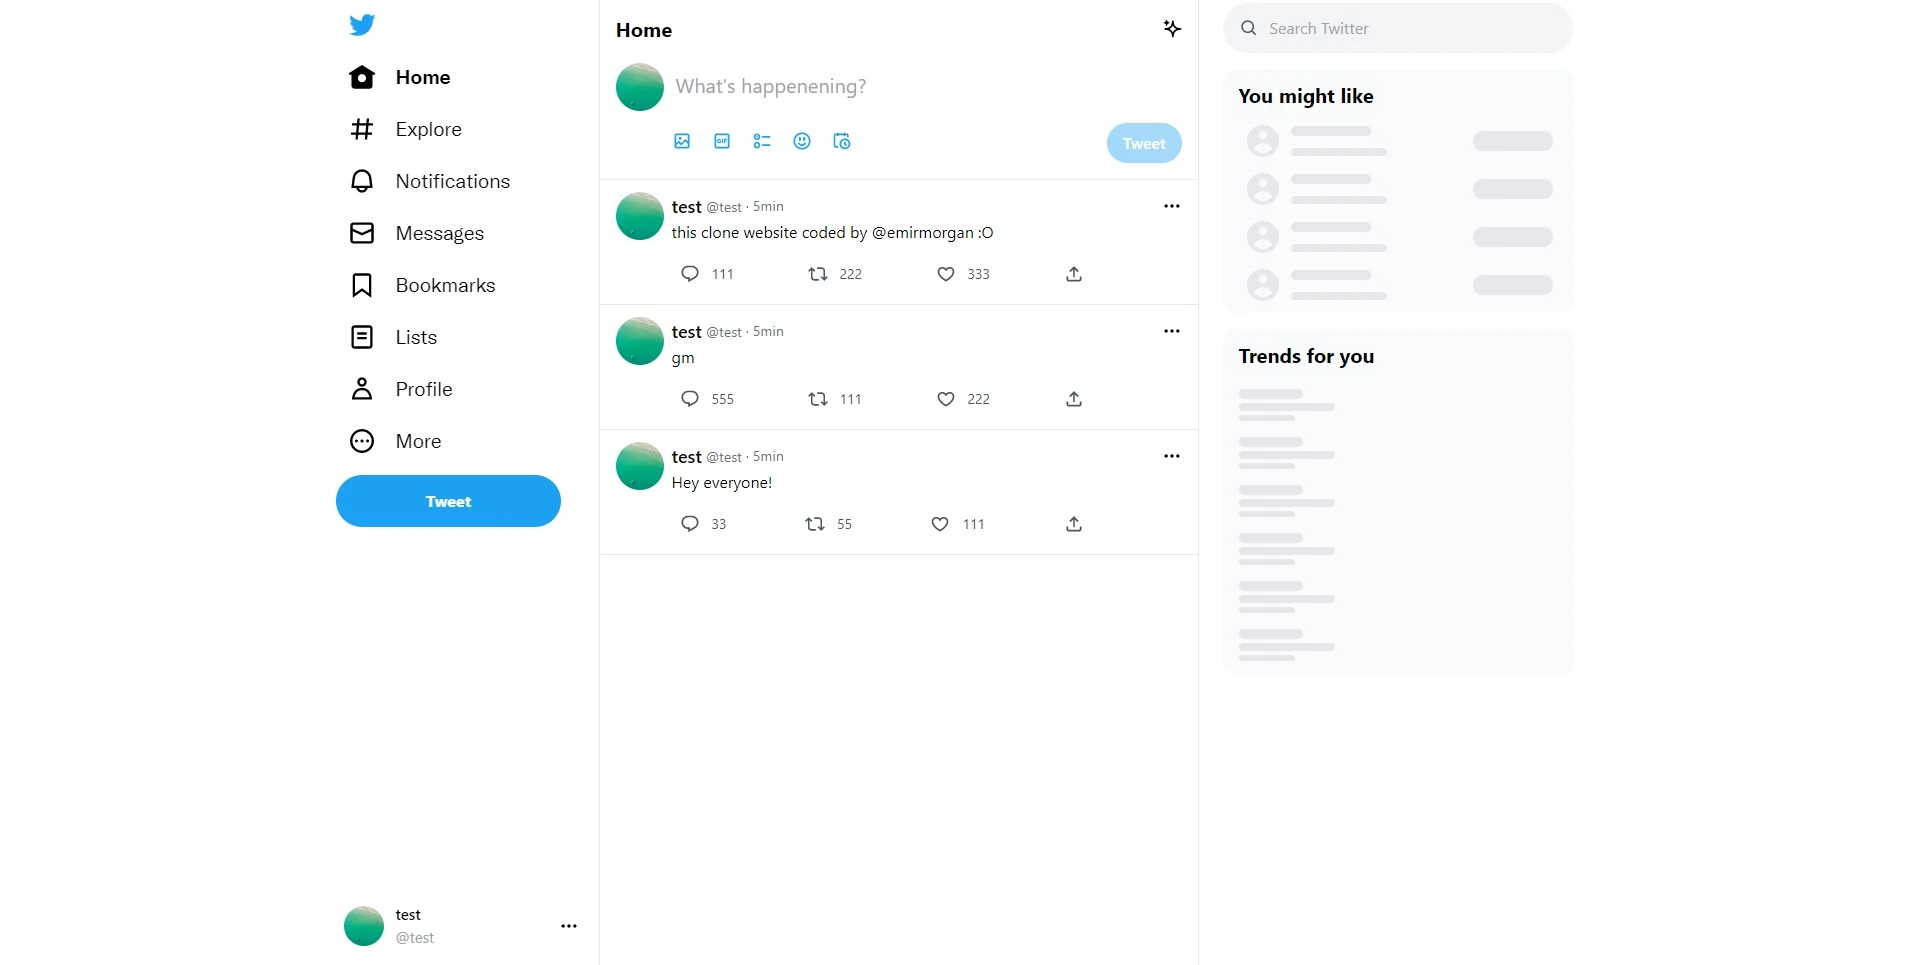 Home
Explore
Notifications
Messages
Bookmarks
Lists
Profile
More
Tweet
test
@test
Home
What's happenening?
GIF
Tweet
test @test · 5min
this clone website coded by @emirmorgan :O
111 222 333
test @test · 5min
gm
555 111 222
test @test · 5min
Hey everyone!
33 55 111
Search Twitter
You might like
Trends for you